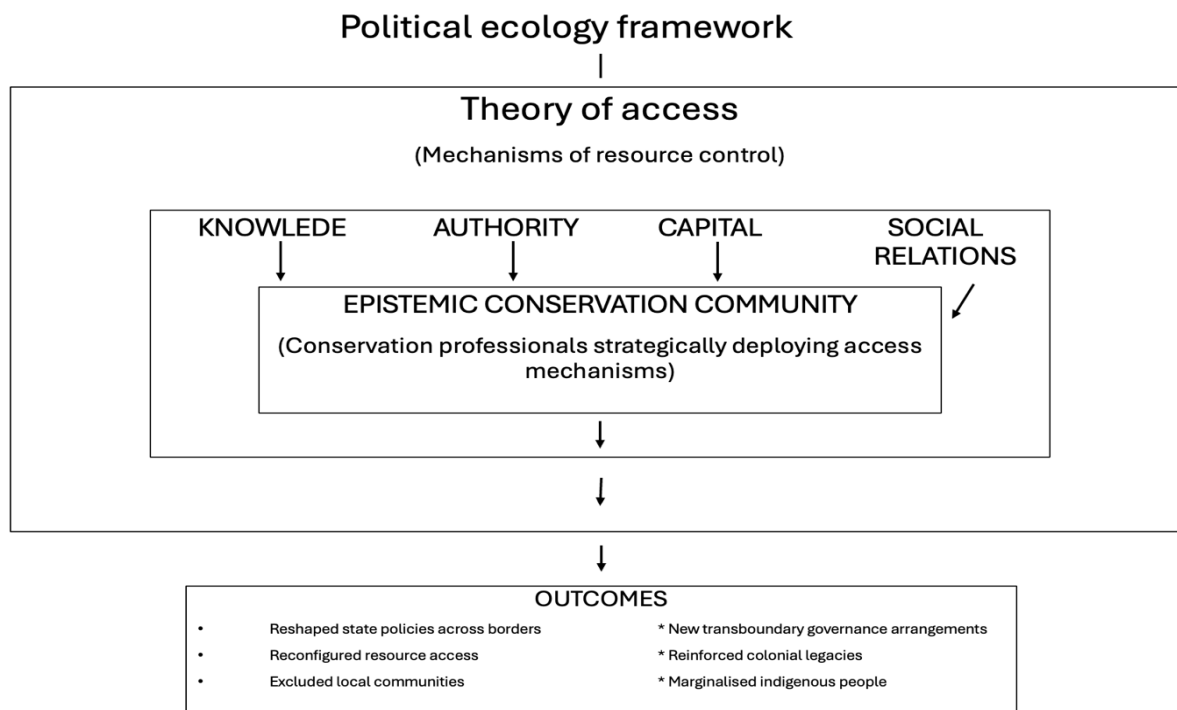 Political ecology framework
Theory of access
(Mechanisms of resource control)
KNOWLEDE
AUTHORITY
CAPITAL
SOCIAL
RELATIONS
EPISTEMIC CONSERVATION COMMUNITY
(Conservation professionals strategically deploying access
mechanisms)
OUTCOMES
• Reshaped state policies across borders
• Reconfigured resource access
• Excluded local communities
* New transboundary governance arrangements
* Reinforced colonial legacies
* Marginalised indigenous people